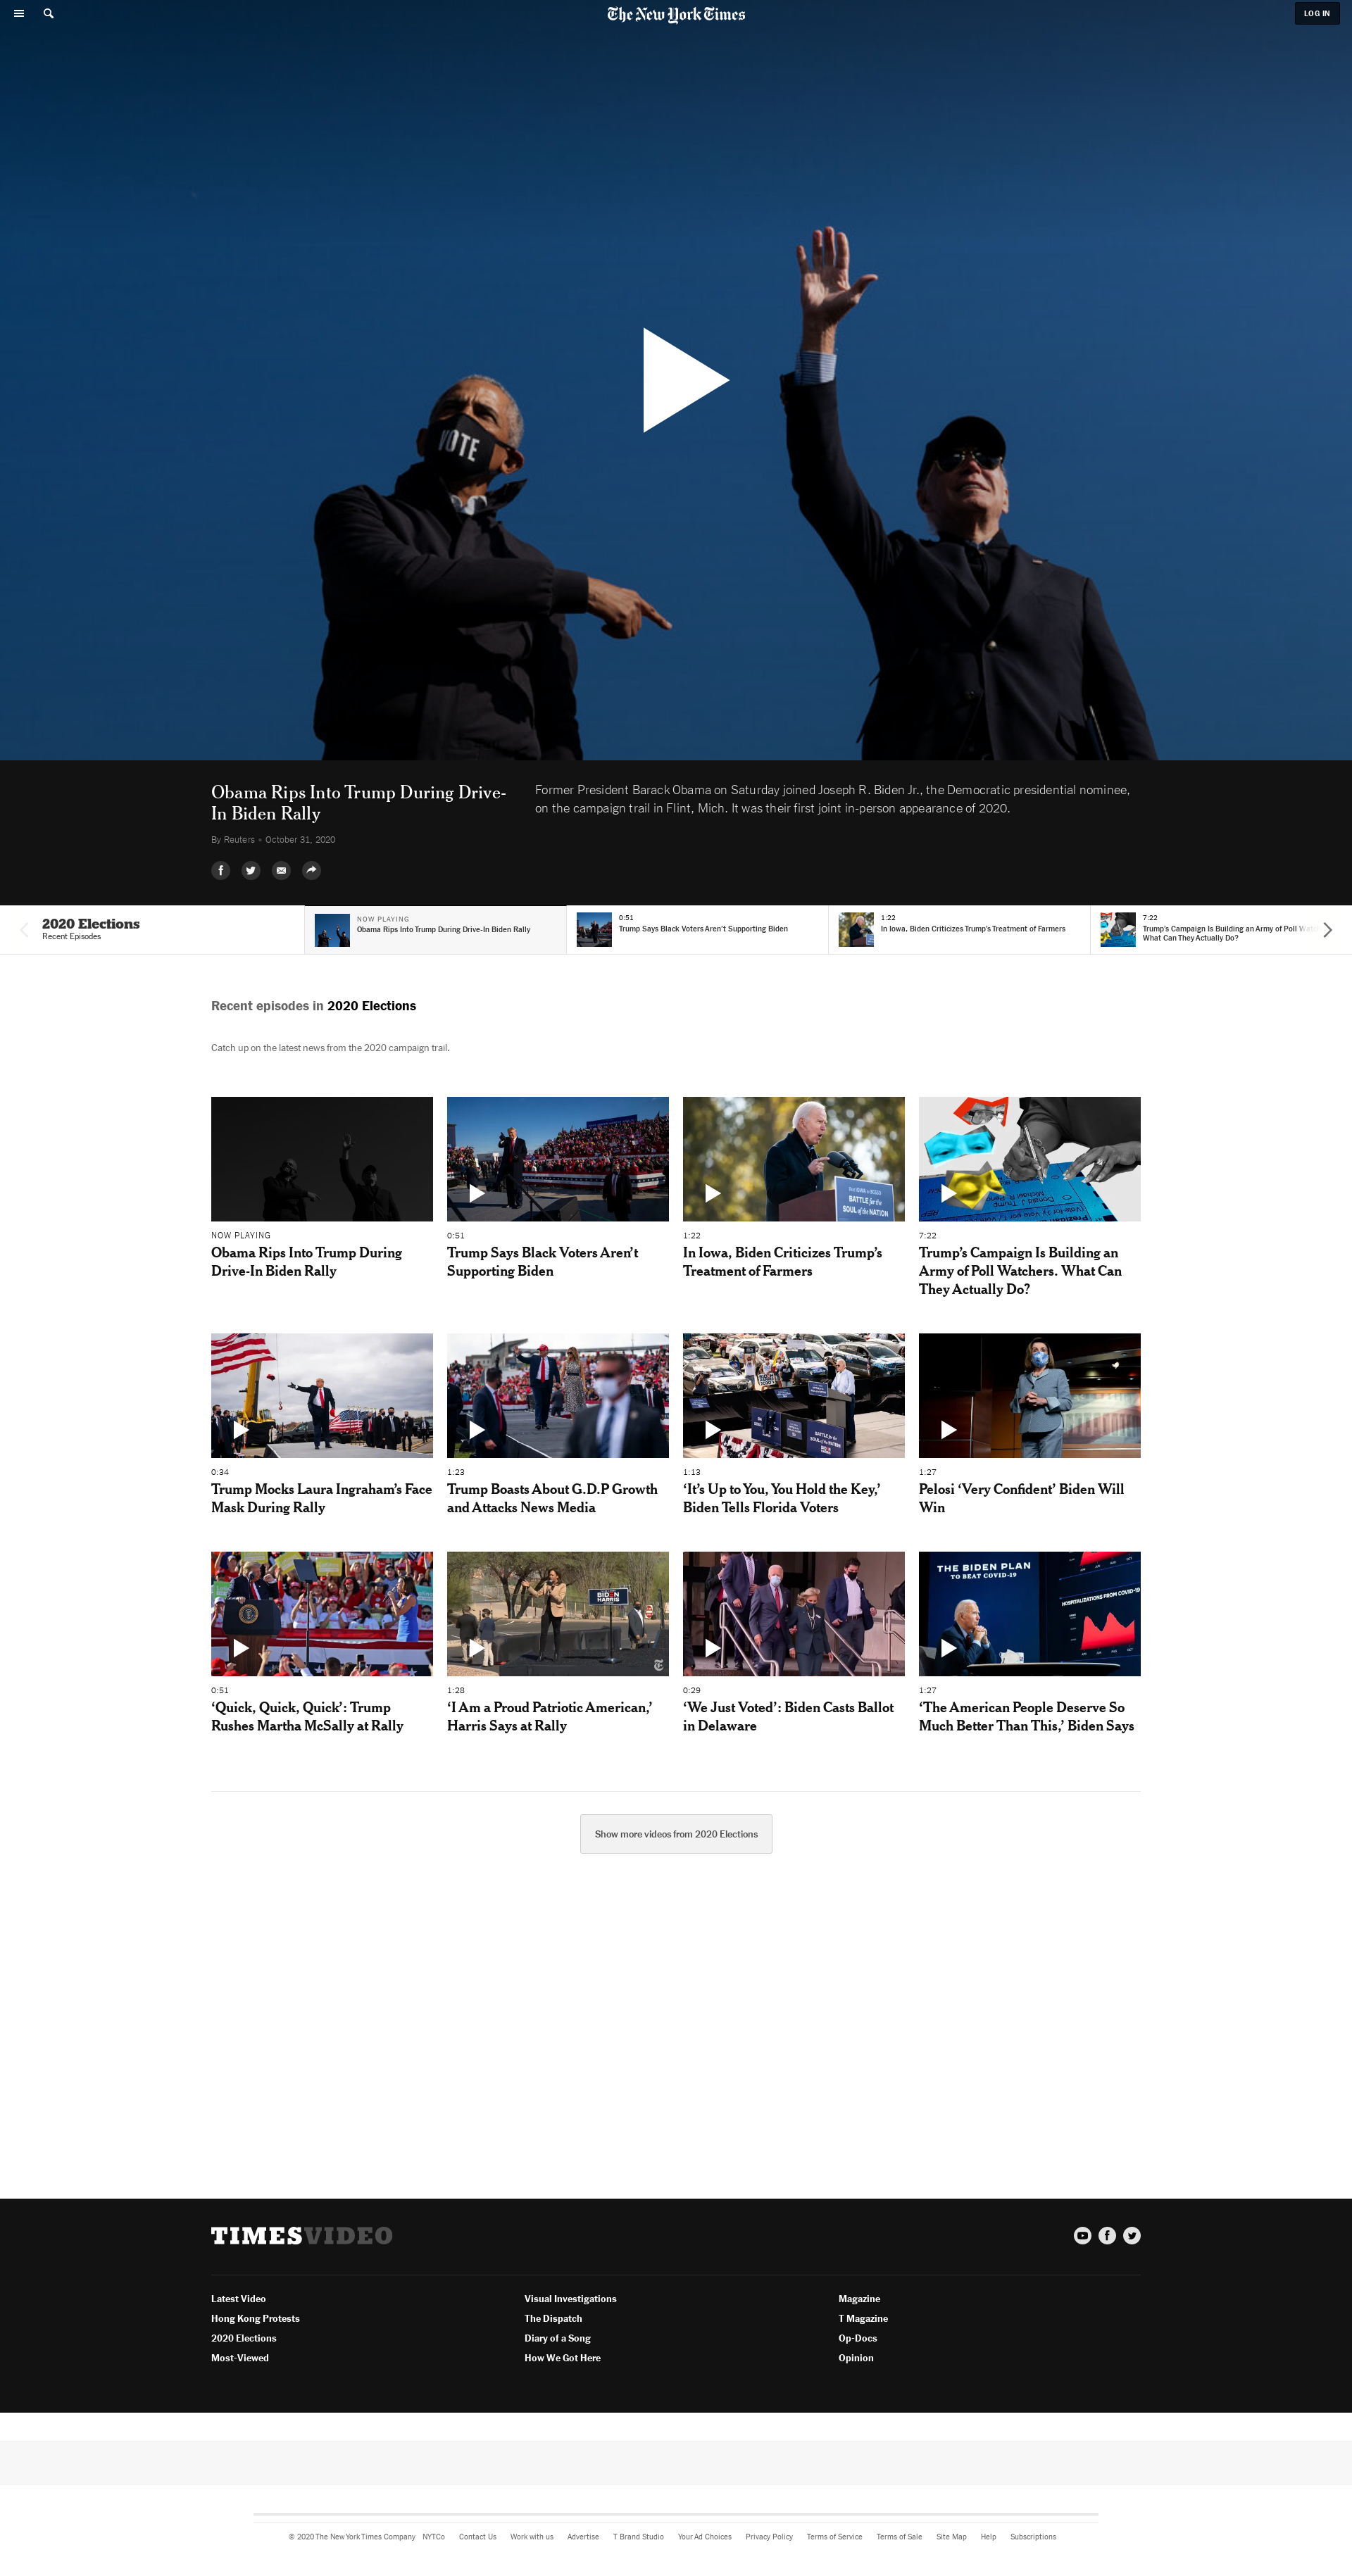 The New York Times
LOG IN
VOTE
Obama Rips Into Trump During Drive-
In Biden Rally
Former President Barack Obama on Saturday joined Joseph R. Biden Jr., the Democratic presidential nominee,
on the campaign trail in Flint, Mich. It was their first joint in-person appearance of 2020.
By Reuters • October 31, 2020
2020 Elections
Recent Episodes
NOW PLAYING
Obama Rips Into Trump During Drive-In Biden Rally
0:51
Trump Says Black Voters Aren't Supporting Biden
1:22
In Iowa, Biden Criticizes Trump's Treatment of Farmers
7:22
Trump's Campaign Is Building an Army of Poll
What Can They Actually Do?
Recent episodes in 2020 Elections
Catch up on the latest news from the 2020 campaign trail.
BATTLE for the
SOUL of the NATION
NOW PLAYING
Obama Rips Into Trump During
Drive-In Biden Rally
0:51
Trump Says Black Voters Aren’t
Supporting Biden
1:22
In Iowa, Biden Criticizes Trump’s
Treatment of Farmers
7:22
Trump’s Campaign Is Building an
Army of Poll Watchers. What Can
They Actually Do?
0:34
Trump Mocks Laura Ingraham’s Face
Mask During Rally
1:23
Trump Boasts About G.D.P Growth
and Attacks News Media
1:13
‘It’s Up to You, You Hold the Key,’
Biden Tells Florida Voters
1:27
Pelosi ‘Very Confident’ Biden Will
Win
BIDEN
HARRIS
THE BIDEN PLAN
TO BEAT COVID-19
HOSPITALIZATIONS FROM COVID-19
0:51
‘Quick, Quick, Quick’: Trump
Rushes Martha McSally at Rally
1:28
‘I Am a Proud Patriotic American,’
Harris Says at Rally
0:29
‘We Just Voted’: Biden Casts Ballot
in Delaware
1:27
‘The American People Deserve So
Much Better Than This,’ Biden Says
Show more videos from 2020 Elections
TIMESVIDEO
Latest Video
Hong Kong Protests
2020 Elections
Most-Viewed
Visual Investigations
The Dispatch
Diary of a Song
How We Got Here
Magazine
T Magazine
Op-Docs
Opinion
© 2020 The New York Times Company NYTCo Contact Us Work with us Advertise T Brand Studio Your Ad Choices Privacy Policy Terms of Service Terms of Sale Site Map Help Subscriptions